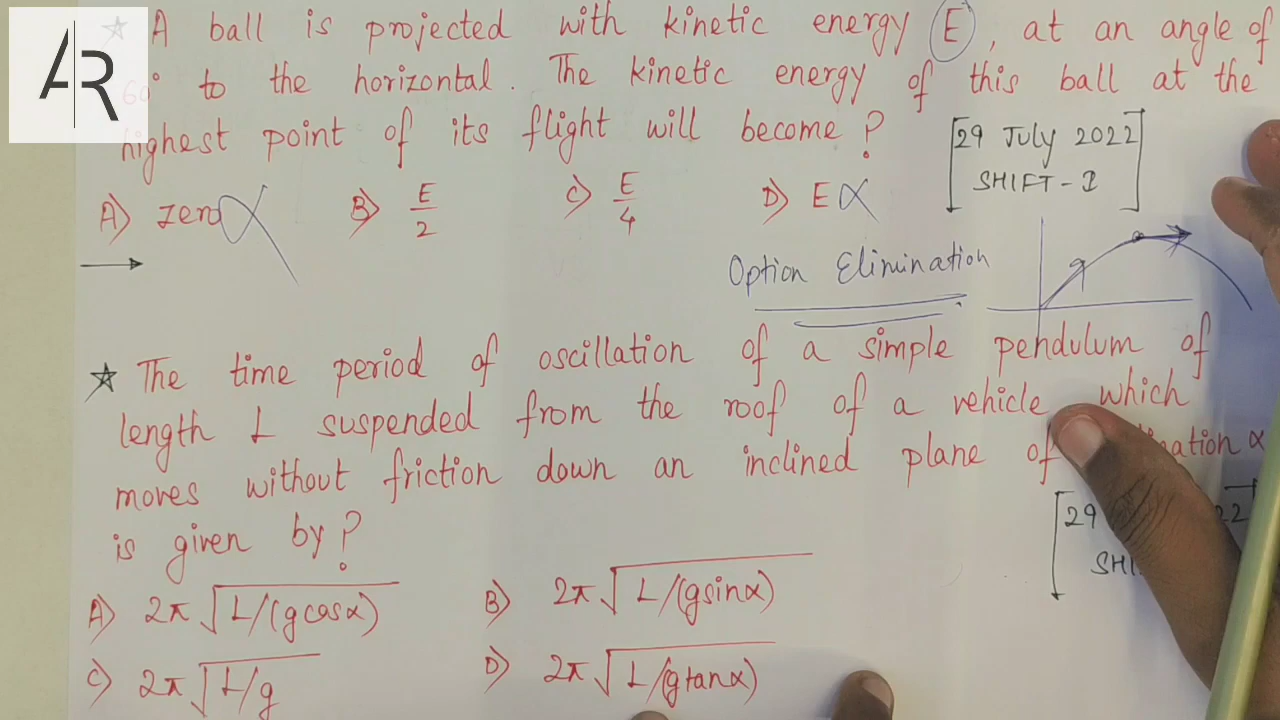 AR
☆ A ball is projected with kinetic energy E, at an angle of
60° to the horizontal. The kinetic energy of this ball at the
highest point of its flight will become?
[29 July 2022
SHIFT - I]
A) zero B) E/2 C) E/4 D) E
Option Elimination
☆ The time period of oscillation of a simple pendulum of
length L suspended from the roof of a vehicle which
moves without friction down an inclined plane of α
is given by?
[29 22]
A) 2π √L/(g cosα) B) 2π √L/(gsinα)
C) 2π √L/g D) 2π √L/(gtanα)